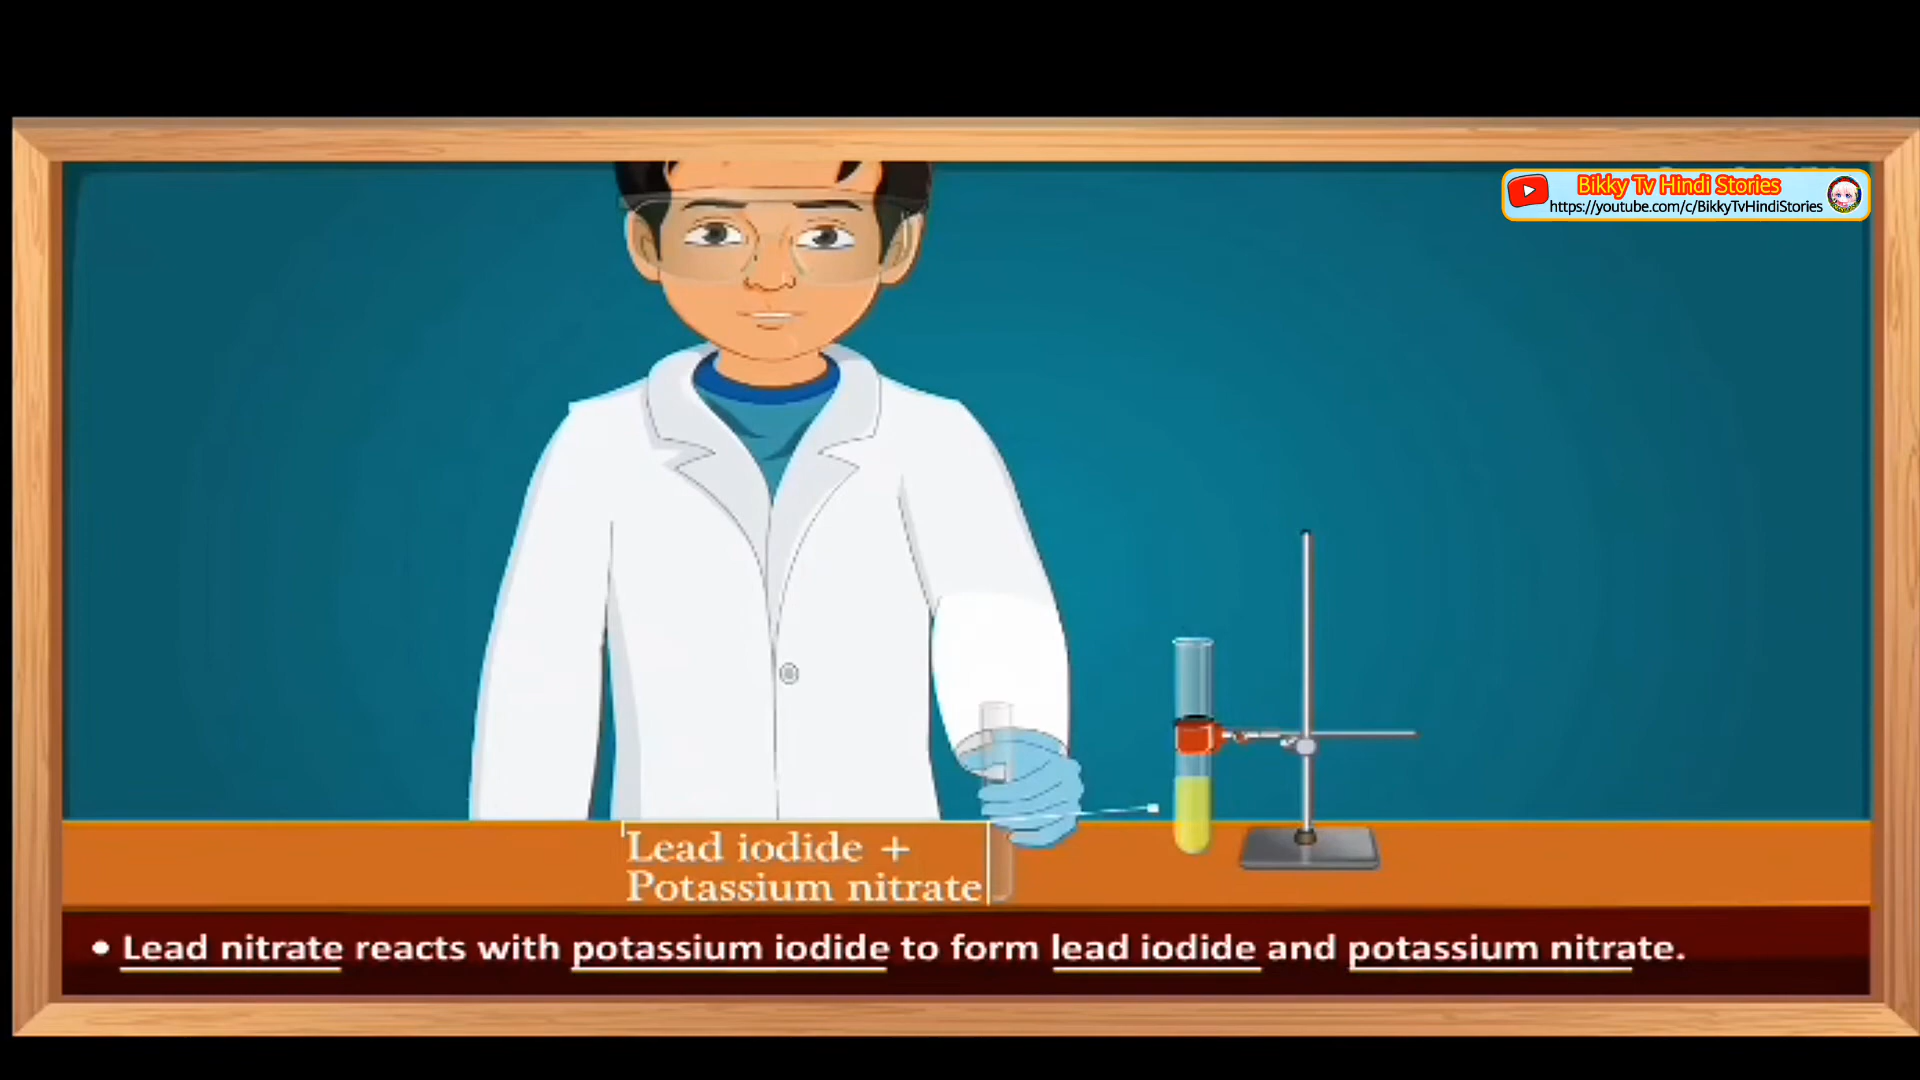 Bikky Tv Hindi Stories
https://youtube.com/c/BikkyTvHindiStories
Lead iodide +
Potassium nitrate
• Lead nitrate reacts with potassium iodide to form lead iodide and potassium nitrate.